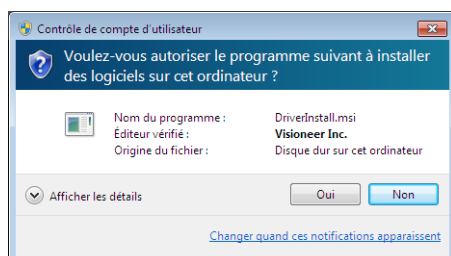 Contrôle de compte d'utilisateur
Voulez-vous autoriser le programme suivant à installer
des logiciels sur cet ordinateur ?
Nom du programme : DriverInstall.msi
Éditeur vérifié : Visioneer Inc.
Origine du fichier : Disque dur sur cet ordinateur
Afficher les détails Oui Non
Changer quand ces notifications apparaissent